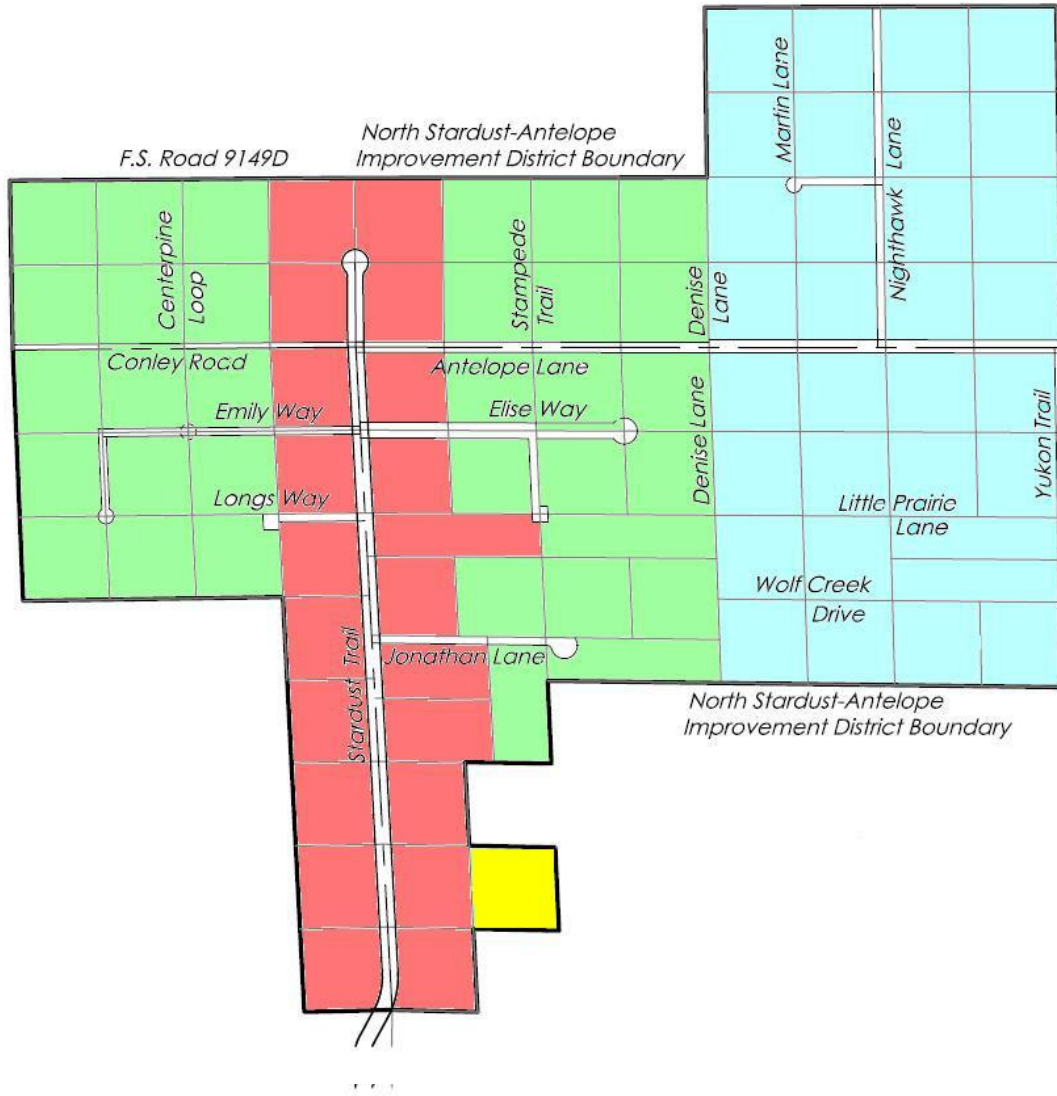 Martin Lane
North Stardust-Antelope
Improvement District Boundary
F.S. Road 9149D
Nighthawk Lane
Centerpine
Loop
Stampede
Trail
Denise
Lane
Conley Road
Antelope Lane
Emily Way
Elise Way
Denise Lane
Yukon Trail
Longs Way
Little Prairie
Lane
Wolf Creek
Drive
Stardust Trail
Jonathan Lane
North Stardust-Antelope
Improvement District Boundary